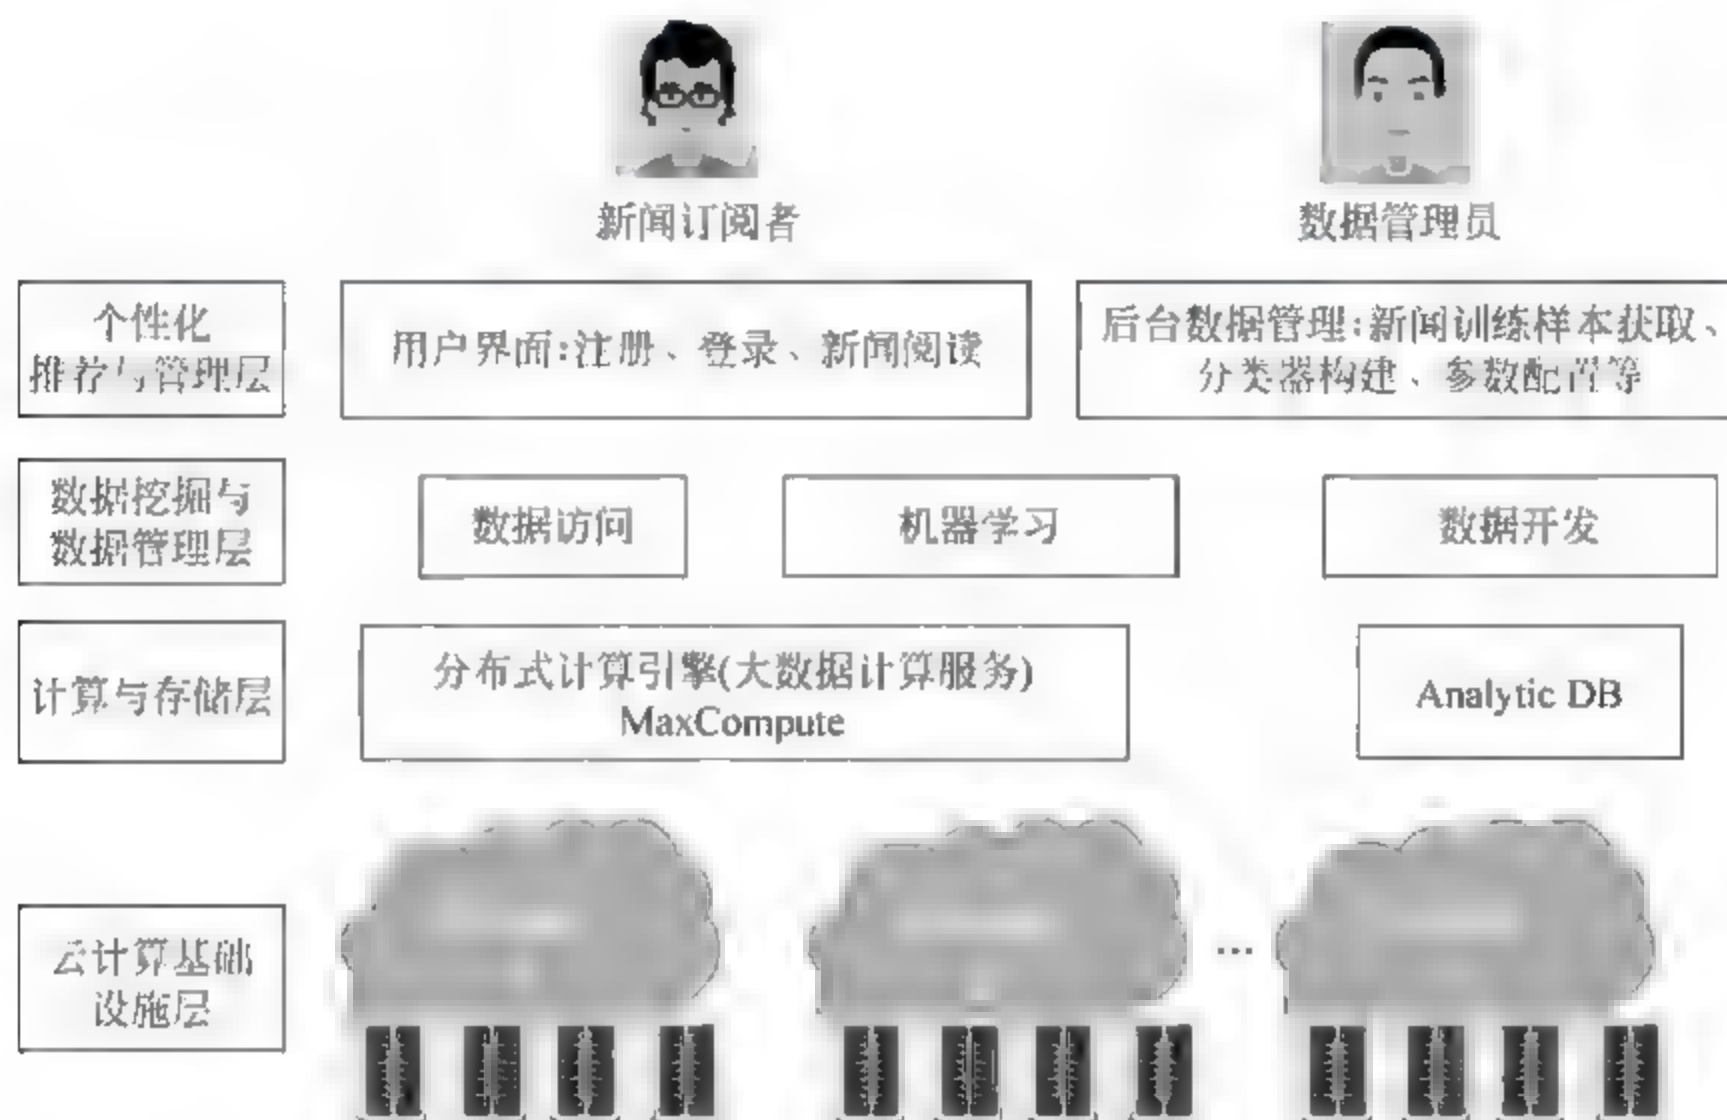 新闻订阅者
数据管理员
个性化
推荐与管理层
用户界面:注册、登录、新闻阅读
后台数据管理:新闻训练样本获取、
分类器构建、参数配置等
数据挖掘与
数据管理层
数据访问
机器学习
数据开发
计算与存储层
分布式计算引擎(大数据计算服务)
MaxCompute
Analytic DB
云计算基础
设施层
...